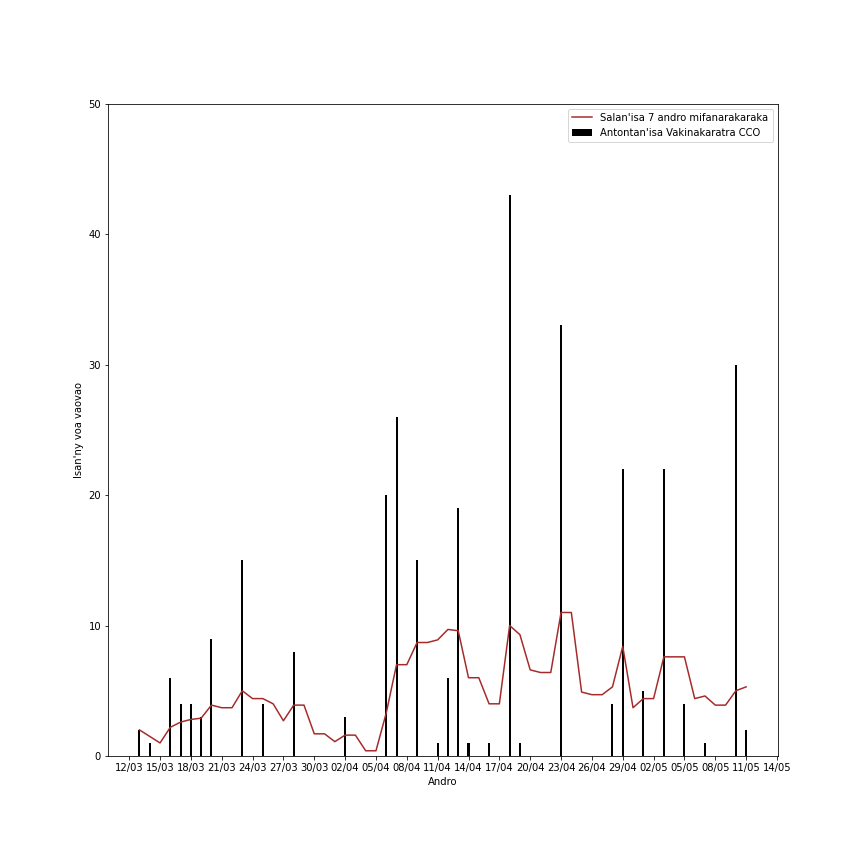 50
Salan'isa 7 andro mifanarakaraka
Antontan'isa Vakinakaratra CCO
40
30
20
10
0
Isan'ny voa vaovao
12/03 15/03 18/03 21/03 24/03 27/03 30/03 02/04 05/04 08/04 11/04 14/04 17/04 20/04 23/04 26/04 29/04 02/05 05/05 08/05 11/05 14/05
Andro